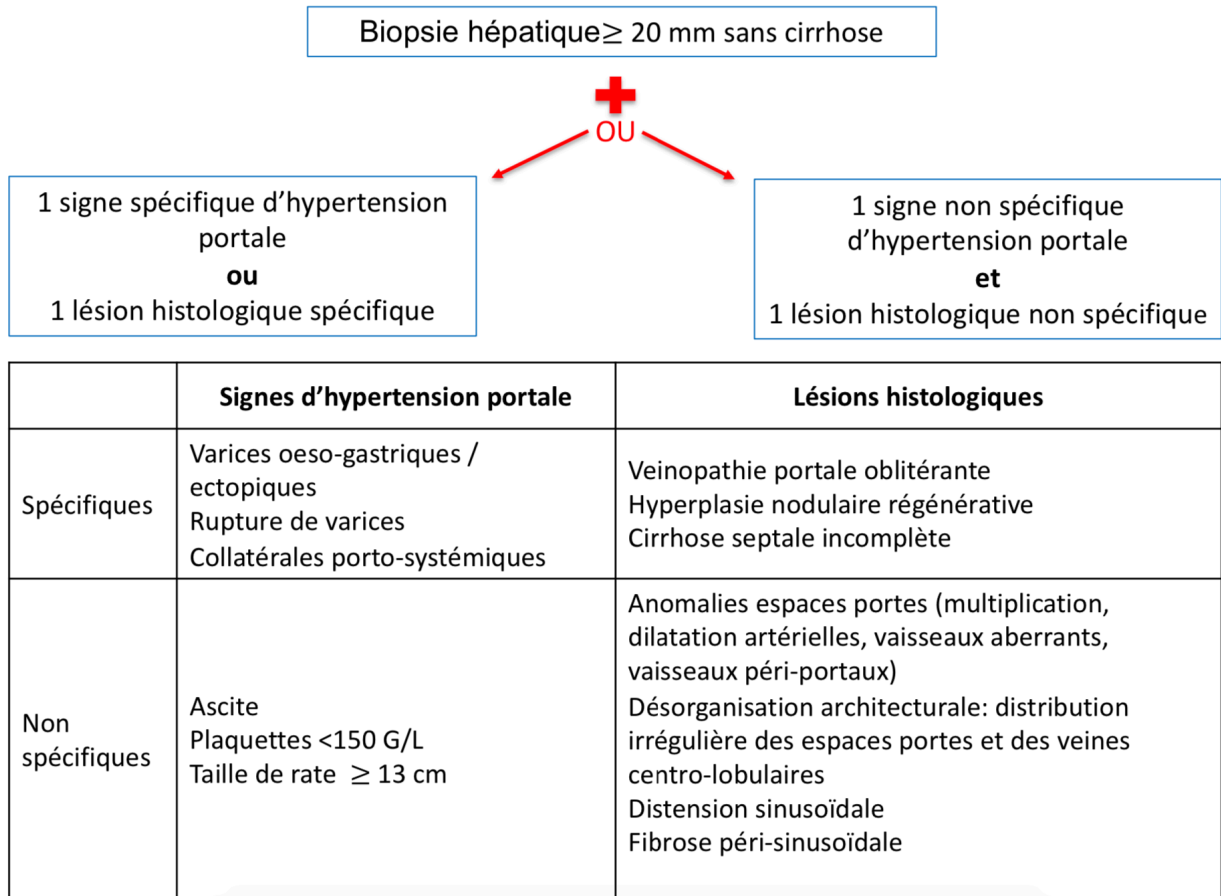 Biopsie hépatique≥ 20 mm sans cirrhose
OU
1 signe spécifique d’hypertension
portale
ou
1 lésion histologique spécifique
1 signe non spécifique
d’hypertension portale
et
1 lésion histologique non spécifique
Signes d’hypertension portale
Lésions histologiques
Spécifiques
Varices oeso-gastriques /
ectopiques
Rupture de varices
Collatérales porto-systémiques
Veinopathie portale oblitérante
Hyperplasie nodulaire régénérative
Cirrhose septale incomplète
Non
spécifiques
Ascite
Plaquettes <150 G/L
Taille de rate ≥ 13 cm
Anomalies espaces portes (multiplication,
dilatation artérielles, vaisseaux aberrants,
vaisseaux péri-portaux)
Désorganisation architecturale: distribution
irrégulière des espaces portes et des veines
centro-lobulaires
Distension sinusoïdale
Fibrose péri-sinusoïdale